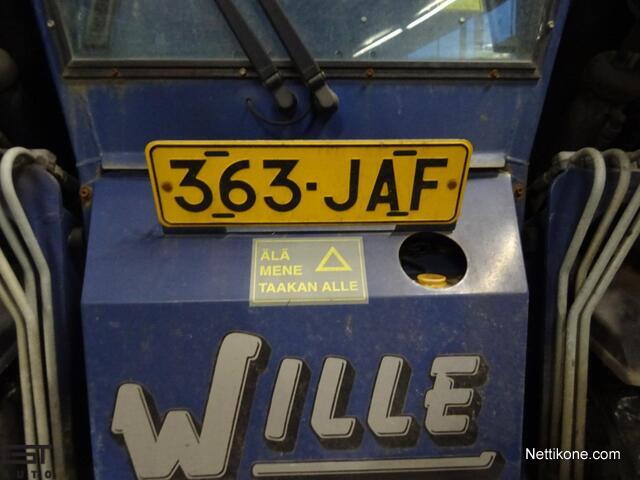 363-JAF
ÄLÄ
MENE
TAAKAN ALLE
WILLE
Nettikone.com